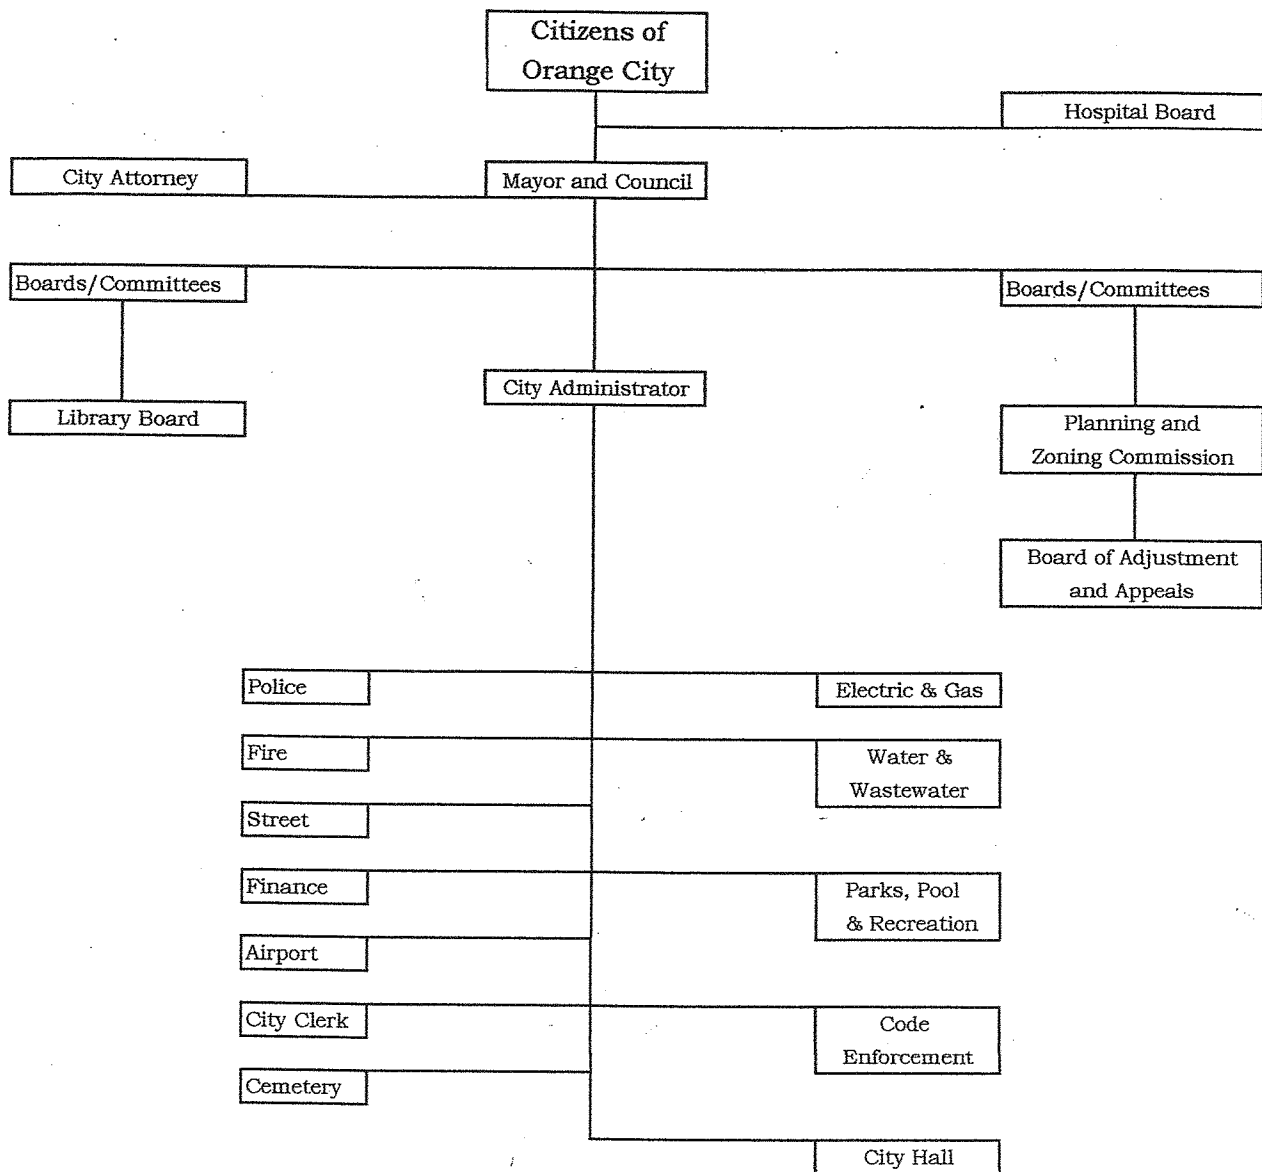 Citizens of
Orange City
Hospital Board
City Attorney
Mayor and Council
Boards/Committees
Boards/Committees
City Administrator
Library Board
Planning and
Zoning Commission
Board of Adjustment
and Appeals
Police
Electric & Gas
Fire
Water &
Wastewater
Street
Finance
Parks, Pool
& Recreation
Airport
City Clerk
Code
Enforcement
Cemetery
City Hall